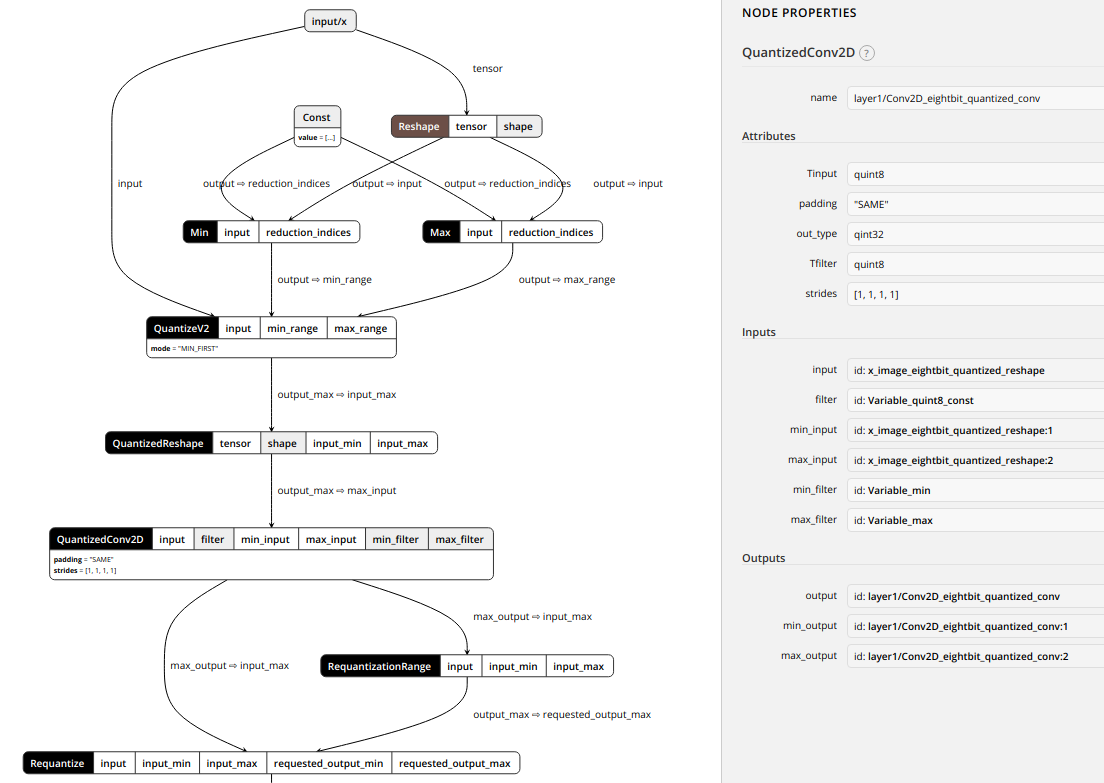 input/x
tensor
Const
value = [...]
Reshape tensor shape
input
output ⇨ reduction_indices
output ⇨ input
output ⇨ reduction_indices
output ⇨ input
Min input reduction_indices
Max input reduction_indices
output ⇨ min_range
output ⇨ max_range
QuantizeV2 input min_range max_range
mode = "MIN_FIRST"
output_max ⇨ input_max
QuantizedReshape tensor shape input_min input_max
output_max ⇨ max_input
QuantizedConv2D input filter min_input max_input min_filter max_filter
padding = "SAME"
strides = [1, 1, 1, 1]
max_output ⇨ input_max
max_output ⇨ input_max
RequantizationRange input input_min input_max
output_max ⇨ requested_output_max
Requantize input input_min input_max requested_output_min requested_output_max
NODE PROPERTIES
QuantizedConv2D ?
name layer1/Conv2D_eightbit_quantized_conv
Attributes
Tinput quint8
padding "SAME"
out_type qint32
Tfilter quint8
strides [1, 1, 1, 1]
Inputs
input id: x_image_eightbit_quantized_reshape
filter id: Variable_quint8_const
min_input id: x_image_eightbit_quantized_reshape:1
max_input id: x_image_eightbit_quantized_reshape:2
min_filter id: Variable_min
max_filter id: Variable_max
Outputs
output id: layer1/Conv2D_eightbit_quantized_conv
min_output id: layer1/Conv2D_eightbit_quantized_conv:1
max_output id: layer1/Conv2D_eightbit_quantized_conv:2